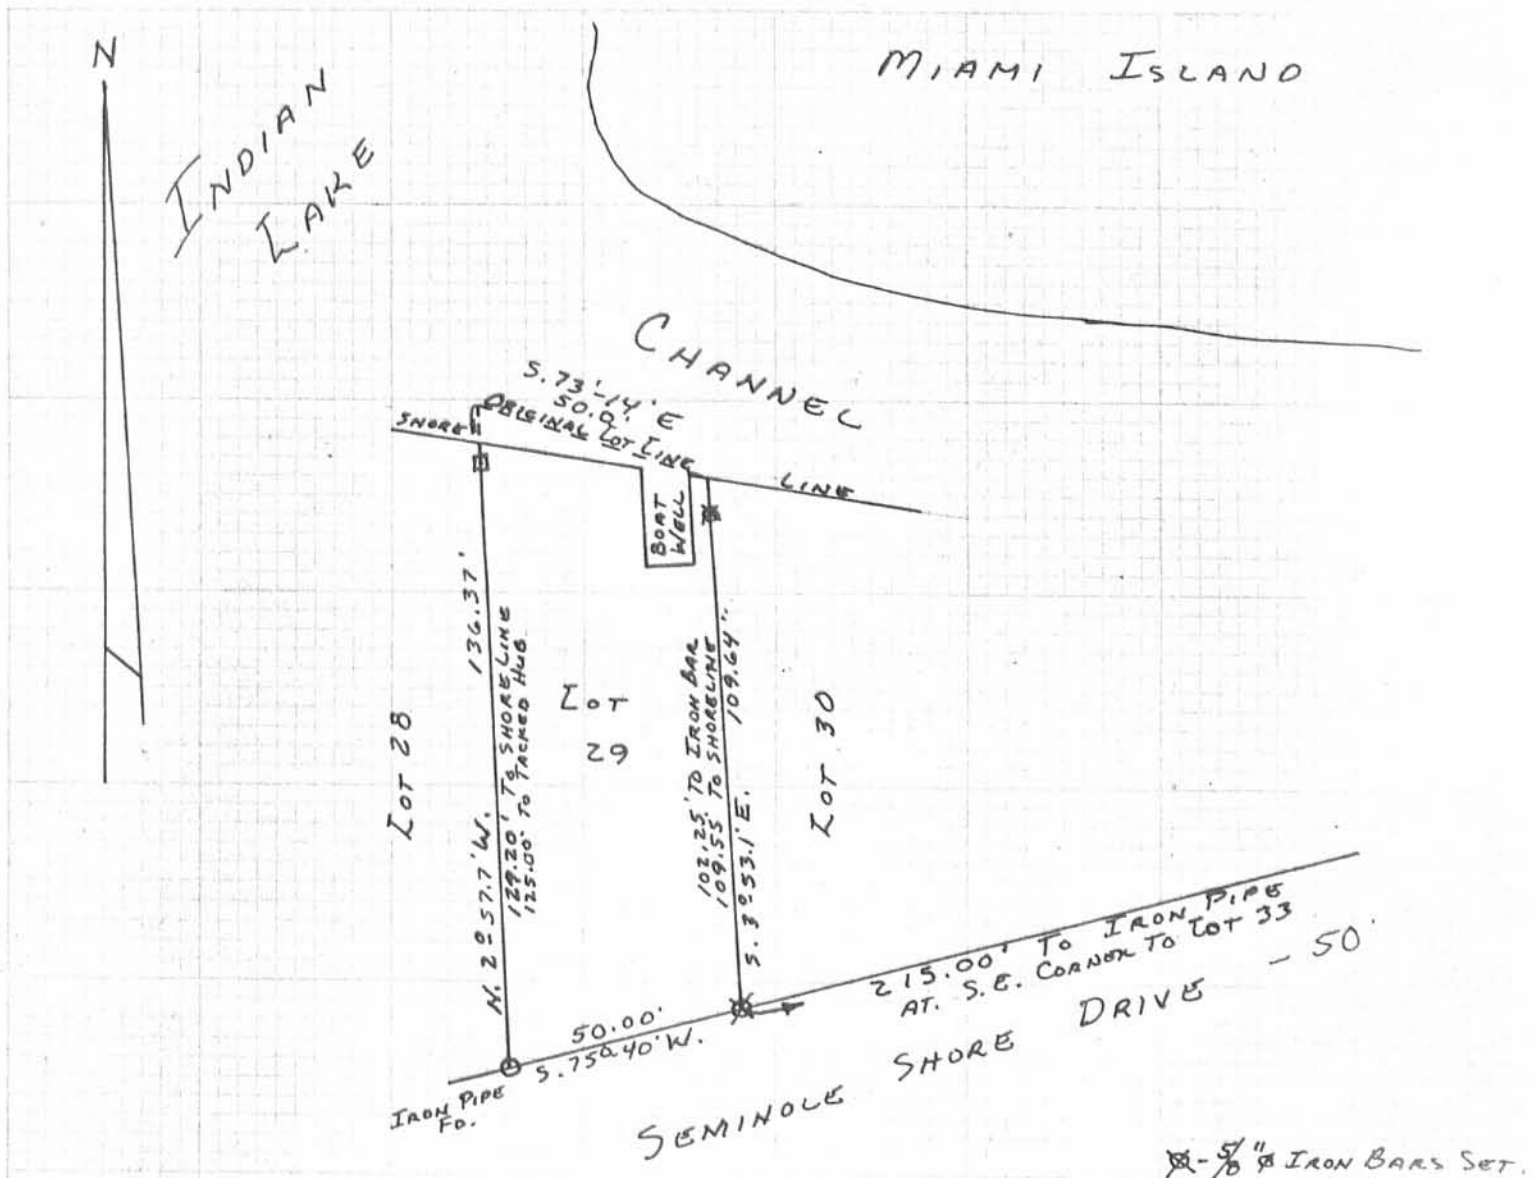 N
MIAMI ISLAND
INDIAN
LAKE
CHANNEL
S. 73°-14' E
50.0'
ORIGINAL LOT LINE
SHORE
LINE
BOAT
WELL
136.37'
N. 2° 57.7' W.
129.20' TO SHORELINE
125.00' TO TACKED HUB
LOT
29
102.25' TO IRON BAR
109.55 TO SHORELINE
109.64'
S. 3° 53.1' E.
LOT 28
LOT 30
50.00'
S. 75° 40' W.
IRON PIPE
FD.
215.00' TO IRON PIPE
AT. S.E. CORNER TO LOT 33
SEMINOLE SHORE DRIVE - 50'
- 5/8" ø IRON BARS SET.